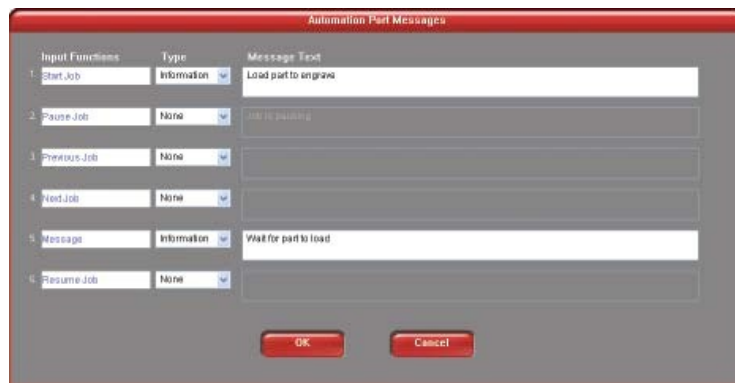 Automation Port Messages
Input Functions Type Message Text
1. Start Job Information Load part to engrave
2. Pause Job None Job is pausing
3. Previous Job None
4. Next Job None
5. Message Information Wait for part to load
6. Resume Job None
OK Cancel